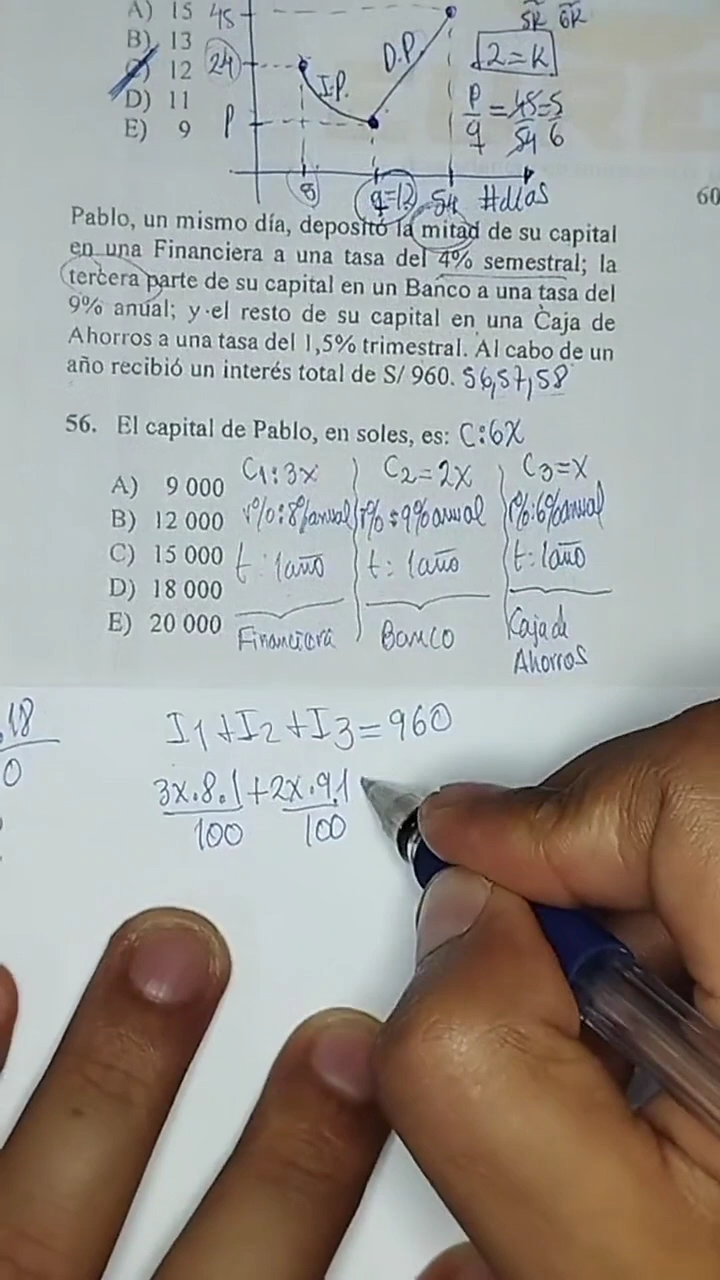 A) 15
B) 13
C) 12
D) 11
E) 9
45
24
P
I.P.
D.P.
8
q=12
54
#días
5K 6K
2=K
P/q = 45/54 = 5/6
60
Pablo, un mismo día, depositó la mitad de su capital
en una Financiera a una tasa del 4% semestral; la
tercera parte de su capital en un Banco a una tasa del
9% anual; y el resto de su capital en una Caja de
Ahorros a una tasa del 1,5% trimestral. Al cabo de un
año recibió un interés total de S/ 960. 56,57,58
56. El capital de Pablo, en soles, es: C:6X
A) 9 000
B) 12 000
C) 15 000
D) 18 000
E) 20 000
C1:3x
r%:8%anual
t: 1año
Financiera
C2=2X
r%:9%anual
t: 1año
Banco
C3=X
r%:6%anual
t: 1año
Caja de
Ahorros
18
0
I1+I2+I3=960
3x.8.1+2x.9.1
100 100